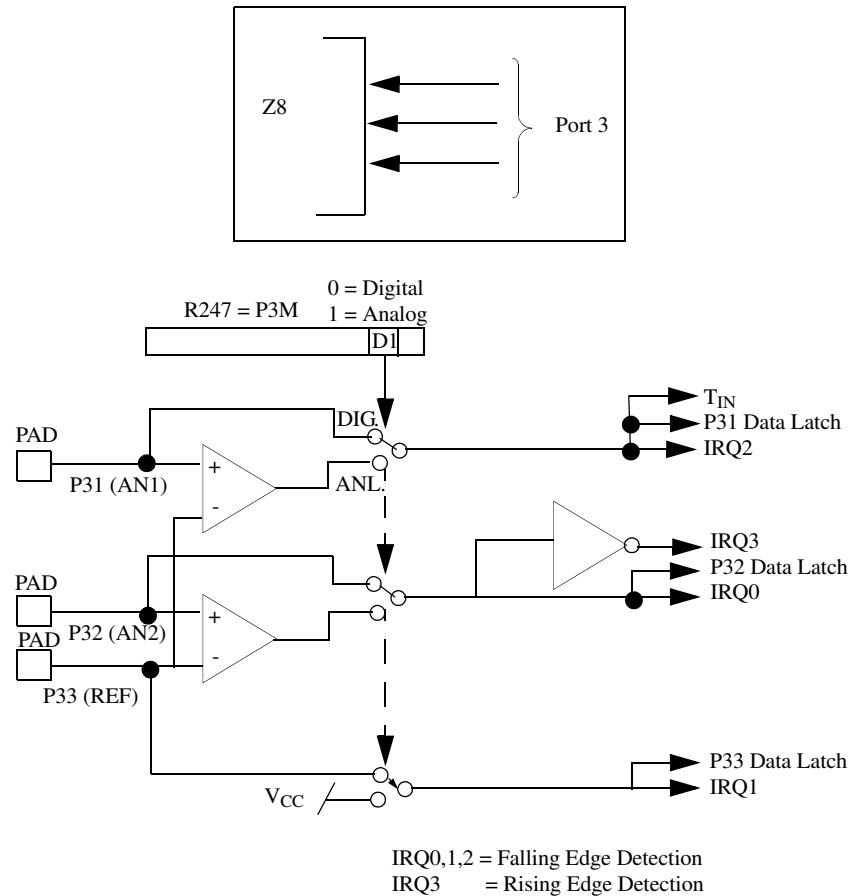 Z8
Port 3
0 = Digital
R247 = P3M
1 = Analog
D1
DIG.
TIN
P31 Data Latch
PAD
+
IRQ2
P31 (AN1)
ANL.
-
IRQ3
P32 Data Latch
PAD
IRQ0
+
P32 (AN2)
PAD
-
P33 (REF)
P33 Data Latch
VCC
IRQ1
IRQ0,1,2 = Falling Edge Detection
IRQ3 = Rising Edge Detection